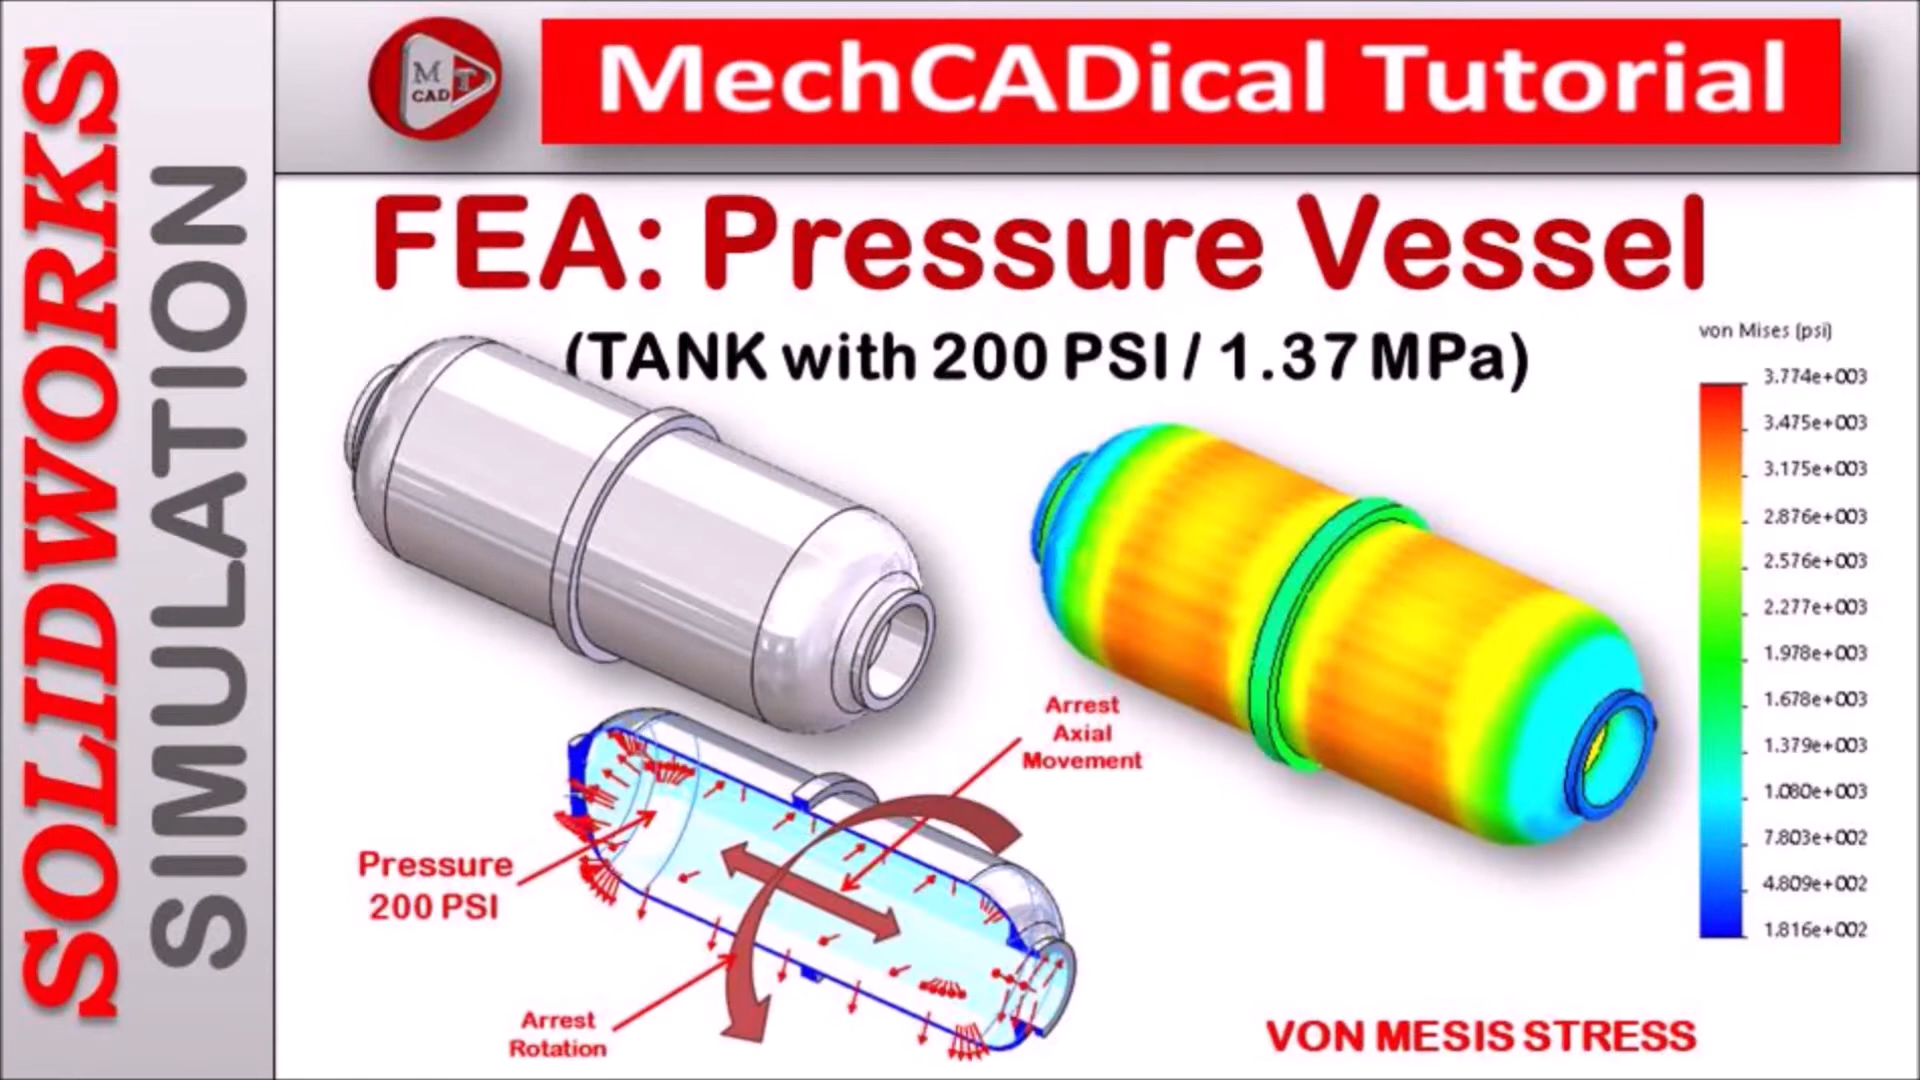 SOLIDWORKS
SIMULATION
M T
CAD
MechCADical Tutorial
FEA: Pressure Vessel
(TANK with 200 PSI / 1.37 MPa)
von Mises (psi)
3.774e+003
3.475e+003
3.175e+003
2.876e+003
2.576e+003
2.277e+003
1.978e+003
1.678e+003
1.379e+003
1.080e+003
7.803e+002
4.809e+002
1.816e+002
Arrest
Axial
Movement
Pressure
200 PSI
Arrest
Rotation
VON MESIS STRESS